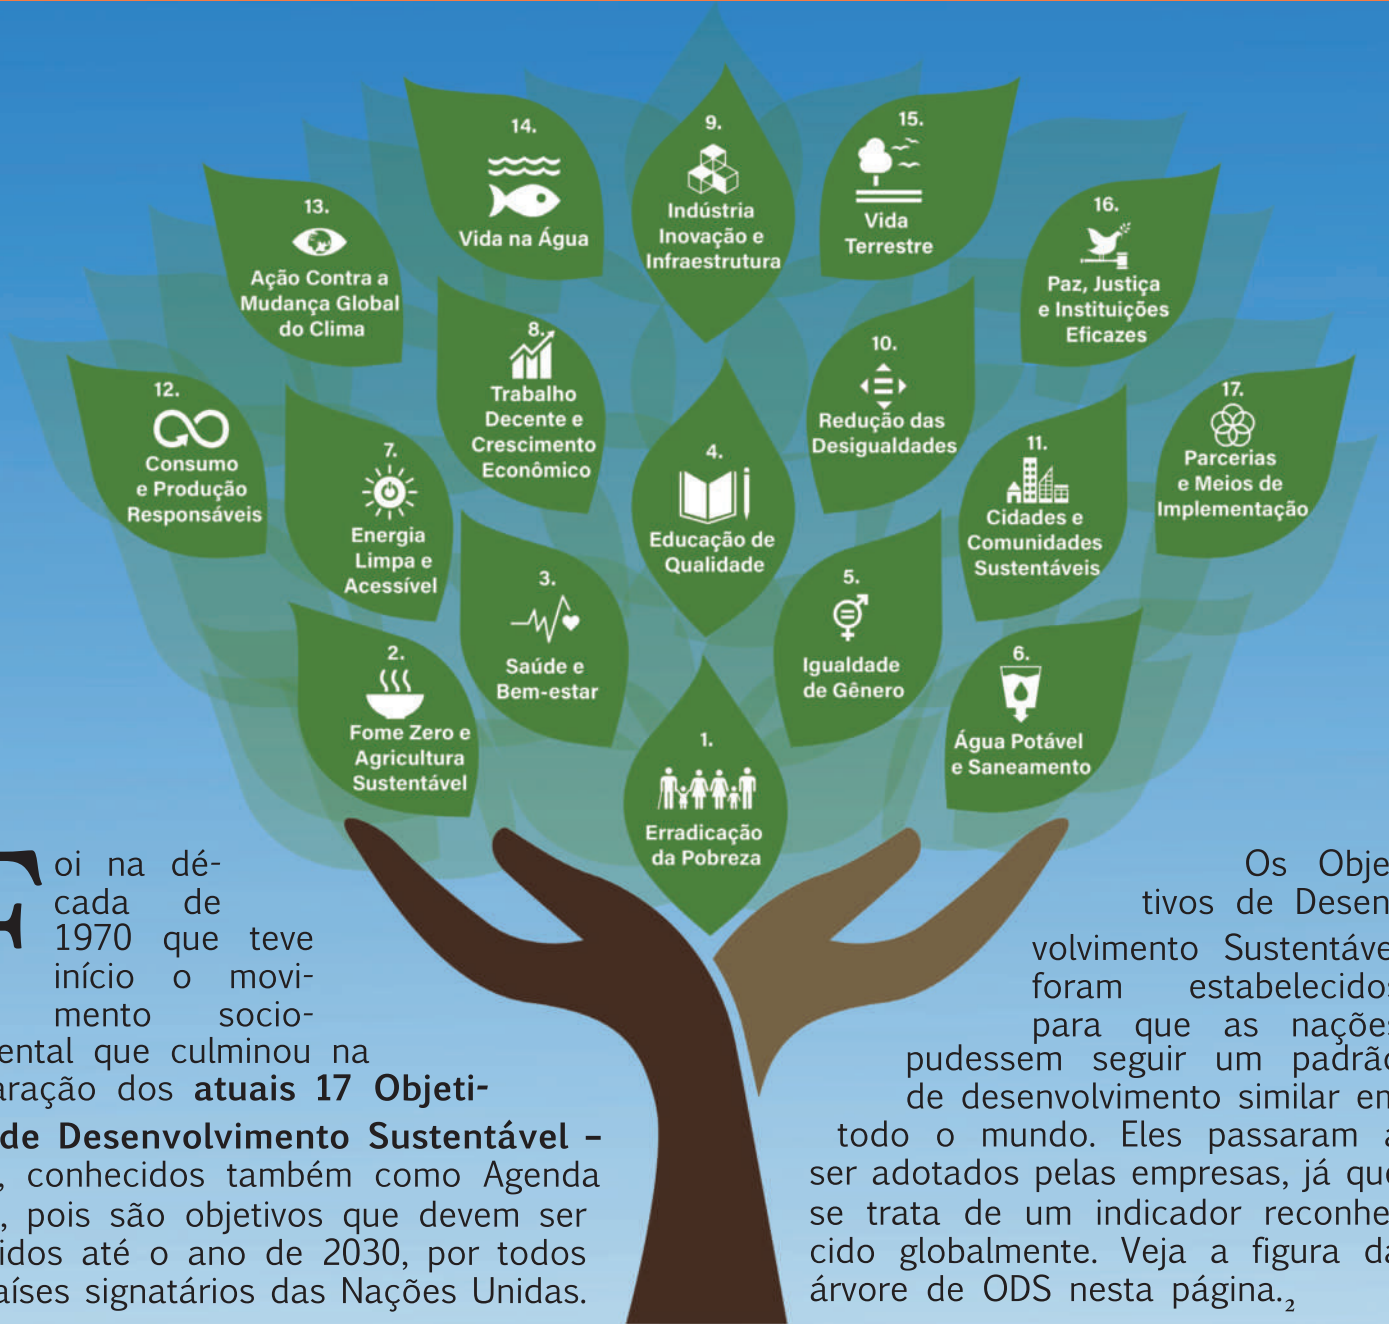 14.
Vida na Água
9.
Indústria
Inovação e
Infraestrutura
15.
Vida
Terrestre
13.
Ação Contra a
Mudança Global
do Clima
16.
Paz, Justiça
e Instituições
Eficazes
8.
Trabalho
Decente e
Crescimento
Econômico
10.
Redução das
Desigualdades
12.
Consumo
e Produção
Responsáveis
7.
Energia
Limpa e
Acessível
4.
Educação de
Qualidade
11.
Cidades e
Comunidades
Sustentáveis
17.
Parcerias
e Meios de
Implementação
3.
Saúde e
Bem-estar
5.
Igualdade
de Gênero
2.
Fome Zero e
Agricultura
Sustentável
6.
Água Potável
e Saneamento
1.
Erradicação
da Pobreza
Foi na dé-
cada de
1970 que teve
início o movi-
mento socio-
ental que culminou na
aração dos atuais 17 Objeti-
de Desenvolvimento Sustentável –
, conhecidos também como Agenda
, pois são objetivos que devem ser
idos até o ano de 2030, por todos
aíses signatários das Nações Unidas.
Os Obje
tivos de Desen
volvimento Sustentáve
foram estabelecidos
para que as nações
pudessem seguir um padrão
de desenvolvimento similar em
todo o mundo. Eles passaram a
ser adotados pelas empresas, já que
se trata de um indicador reconhe
cido globalmente. Veja a figura da
árvore de ODS nesta página.₂